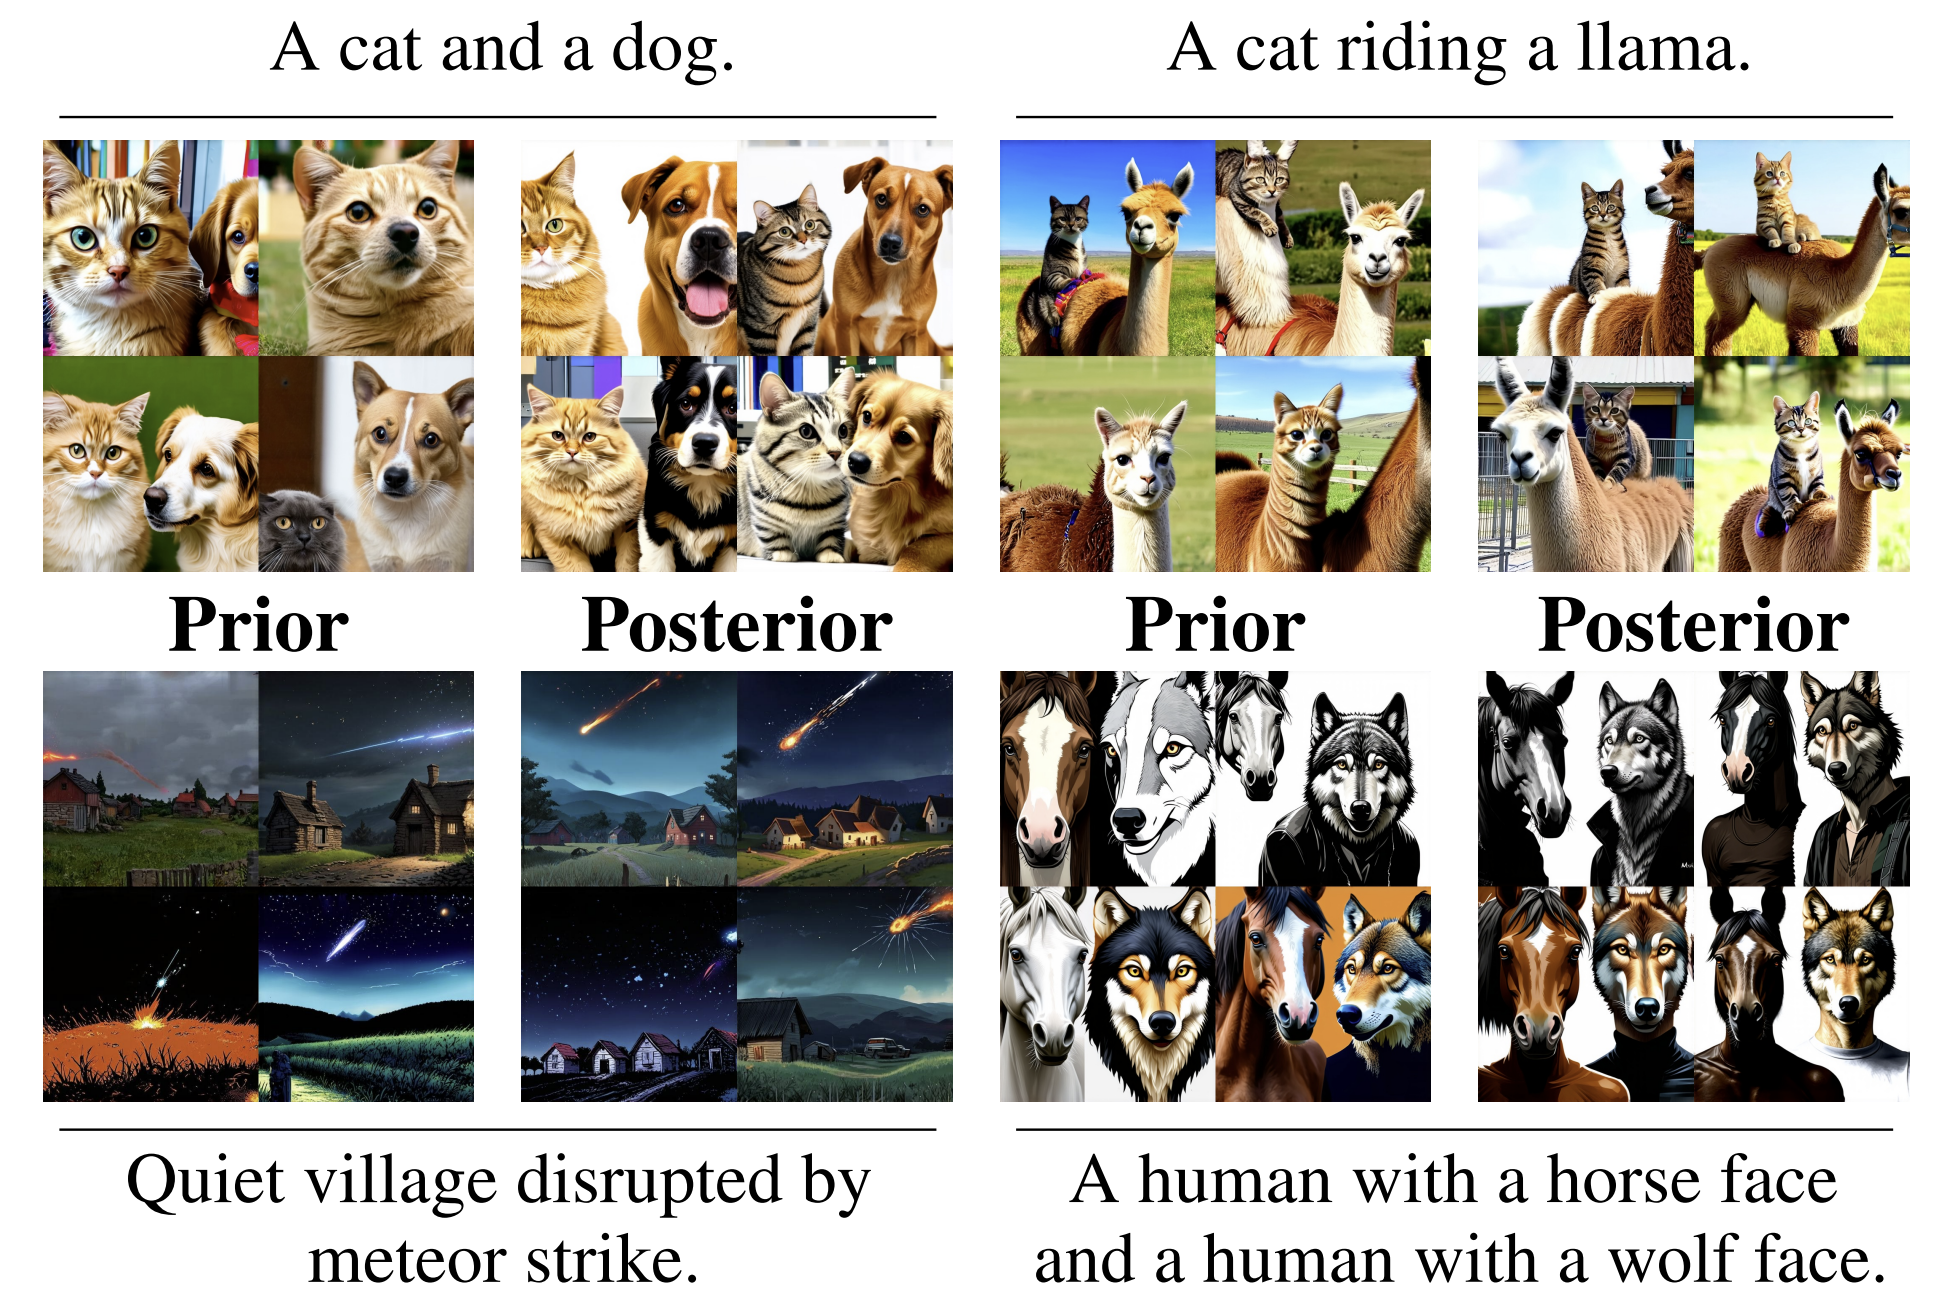 A cat and a dog.
A cat riding a llama.
Prior
Posterior
Prior
Posterior
Quiet village disrupted by
meteor strike.
A human with a horse face
and a human with a wolf face.